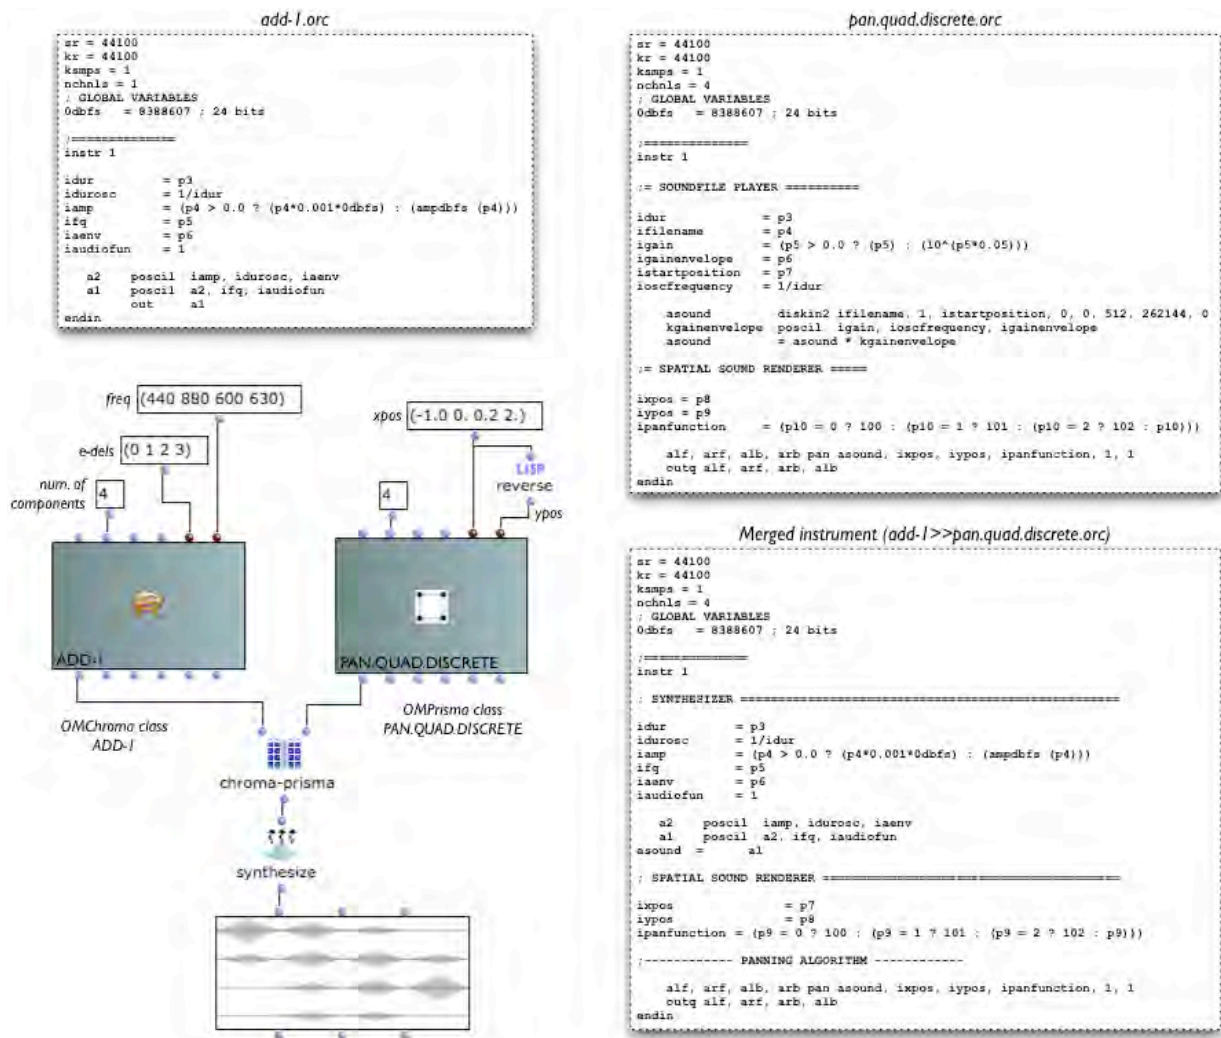 add-1.orc
sr = 44100
kr = 44100
ksmps = 1
nchnls = 1
; GLOBAL VARIABLES
0dbfs = 8388607 ; 24 bits
;===============
instr 1
idur = p3
idurosc = 1/idur
iamp = (p4 > 0.0 ? (p4*0.001*0dbfs) : (ampdbfs (p4)))
ifq = p5
iaenv = p6
iaudiofun = 1
a2 poscil iamp, idurosc, iaenv
a1 poscil a2, ifq, iaudiofun
out a1
endin
freq (440 880 600 630)
e-dels (0 1 2 3)
num. of
components 4
ADD-1
OMChroma class
ADD-1
xpos (-1.0 0. 0.2 2.)
LISP
reverse
4
ypos
PAN.QUAD.DISCRETE
OMPrisma class
PAN.QUAD.DISCRETE
chroma-prisma
synthesize
pan.quad.discrete.orc
sr = 44100
kr = 44100
ksmps = 1
nchnls = 4
; GLOBAL VARIABLES
0dbfs = 8388607 ; 24 bits
;===============
instr 1
;= SOUNDFILE PLAYER ==========
idur = p3
ifilename = p4
igain = (p5 > 0.0 ? (p5) : (10^(p5*0.05)))
igainenvelope = p6
istartposition = p7
ioscfrequency = 1/idur
asound diskin2 ifilename, 1, istartposition, 0, 0, 512, 262144, 0
kgainenvelope poscil igain, ioscfrequency, igainenvelope
asound = asound * kgainenvelope
;= SPATIAL SOUND RENDERER =====
ixpos = p8
iypos = p9
ipanfunction = (p10 = 0 ? 100 : (p10 = 1 ? 101 : (p10 = 2 ? 102 : p10)))
alf, arf, alb, arb pan asound, ixpos, iypos, ipanfunction, 1, 1
outq alf, arf, arb, alb
endin
Merged instrument (add-1>>pan.quad.discrete.orc)
sr = 44100
kr = 44100
ksmps = 1
nchnls = 4
; GLOBAL VARIABLES
0dbfs = 8388607 ; 24 bits
;===============
instr 1
; SYNTHESIZER =======================================================
idur = p3
idurosc = 1/idur
iamp = (p4 > 0.0 ? (p4*0.001*0dbfs) : (ampdbfs (p4)))
ifq = p5
iaenv = p6
iaudiofun = 1
a2 poscil iamp, idurosc, iaenv
a1 poscil a2, ifq, iaudiofun
asound = a1
; SPATIAL SOUND RENDERER ===========================================
ixpos = p7
iypos = p8
ipanfunction = (p9 = 0 ? 100 : (p9 = 1 ? 101 : (p9 = 2 ? 102 : p9)))
;------------- PANNING ALGORITHM -------------
alf, arf, alb, arb pan asound, ixpos, iypos, ipanfunction, 1, 1
outq alf, arf, arb, alb
endin